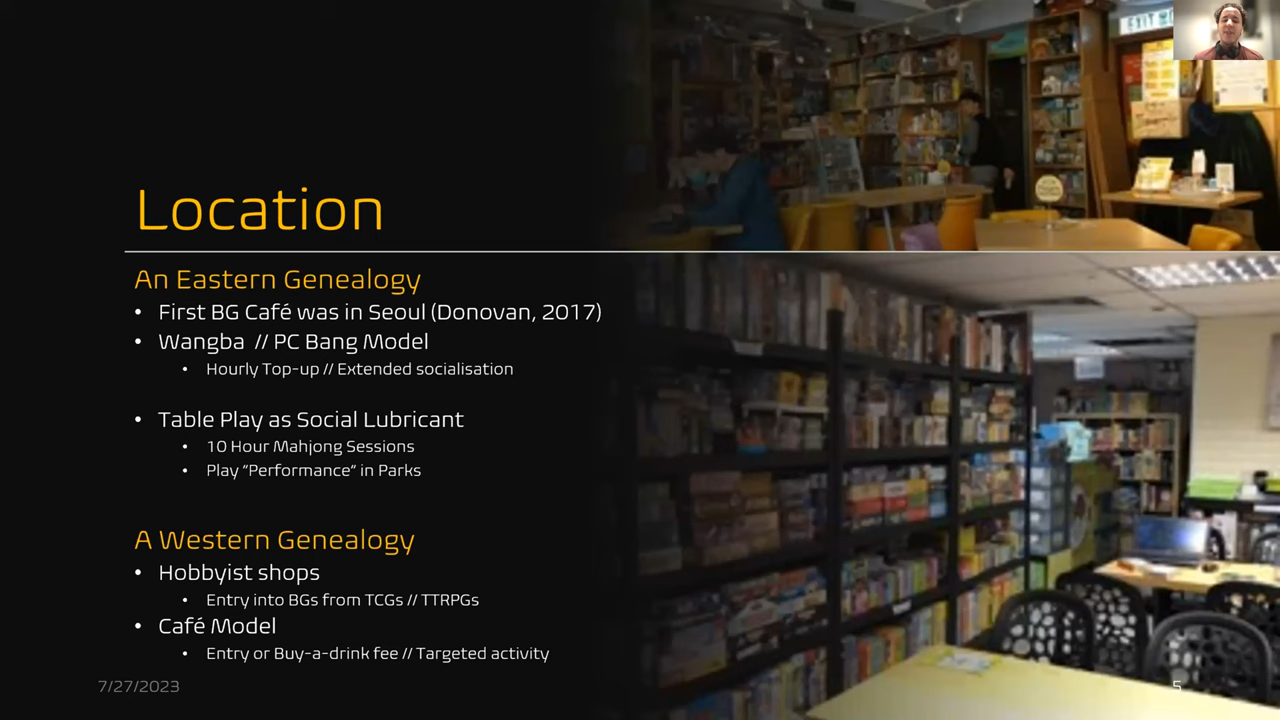 EXIT
Location
An Eastern Genealogy
• First BG Café was in Seoul (Donovan, 2017)
• Wangba // PC Bang Model
• Hourly Top-up // Extended socialisation
• Table Play as Social Lubricant
• 10 Hour Mahjong Sessions
• Play “Performance“ in Parks
A Western Genealogy
• Hobbyist shops
• Entry into BGs from TCGs // TTRPGs
• Café Model
• Entry or Buy-a-drink fee // Targeted activity
7/27/2023
5